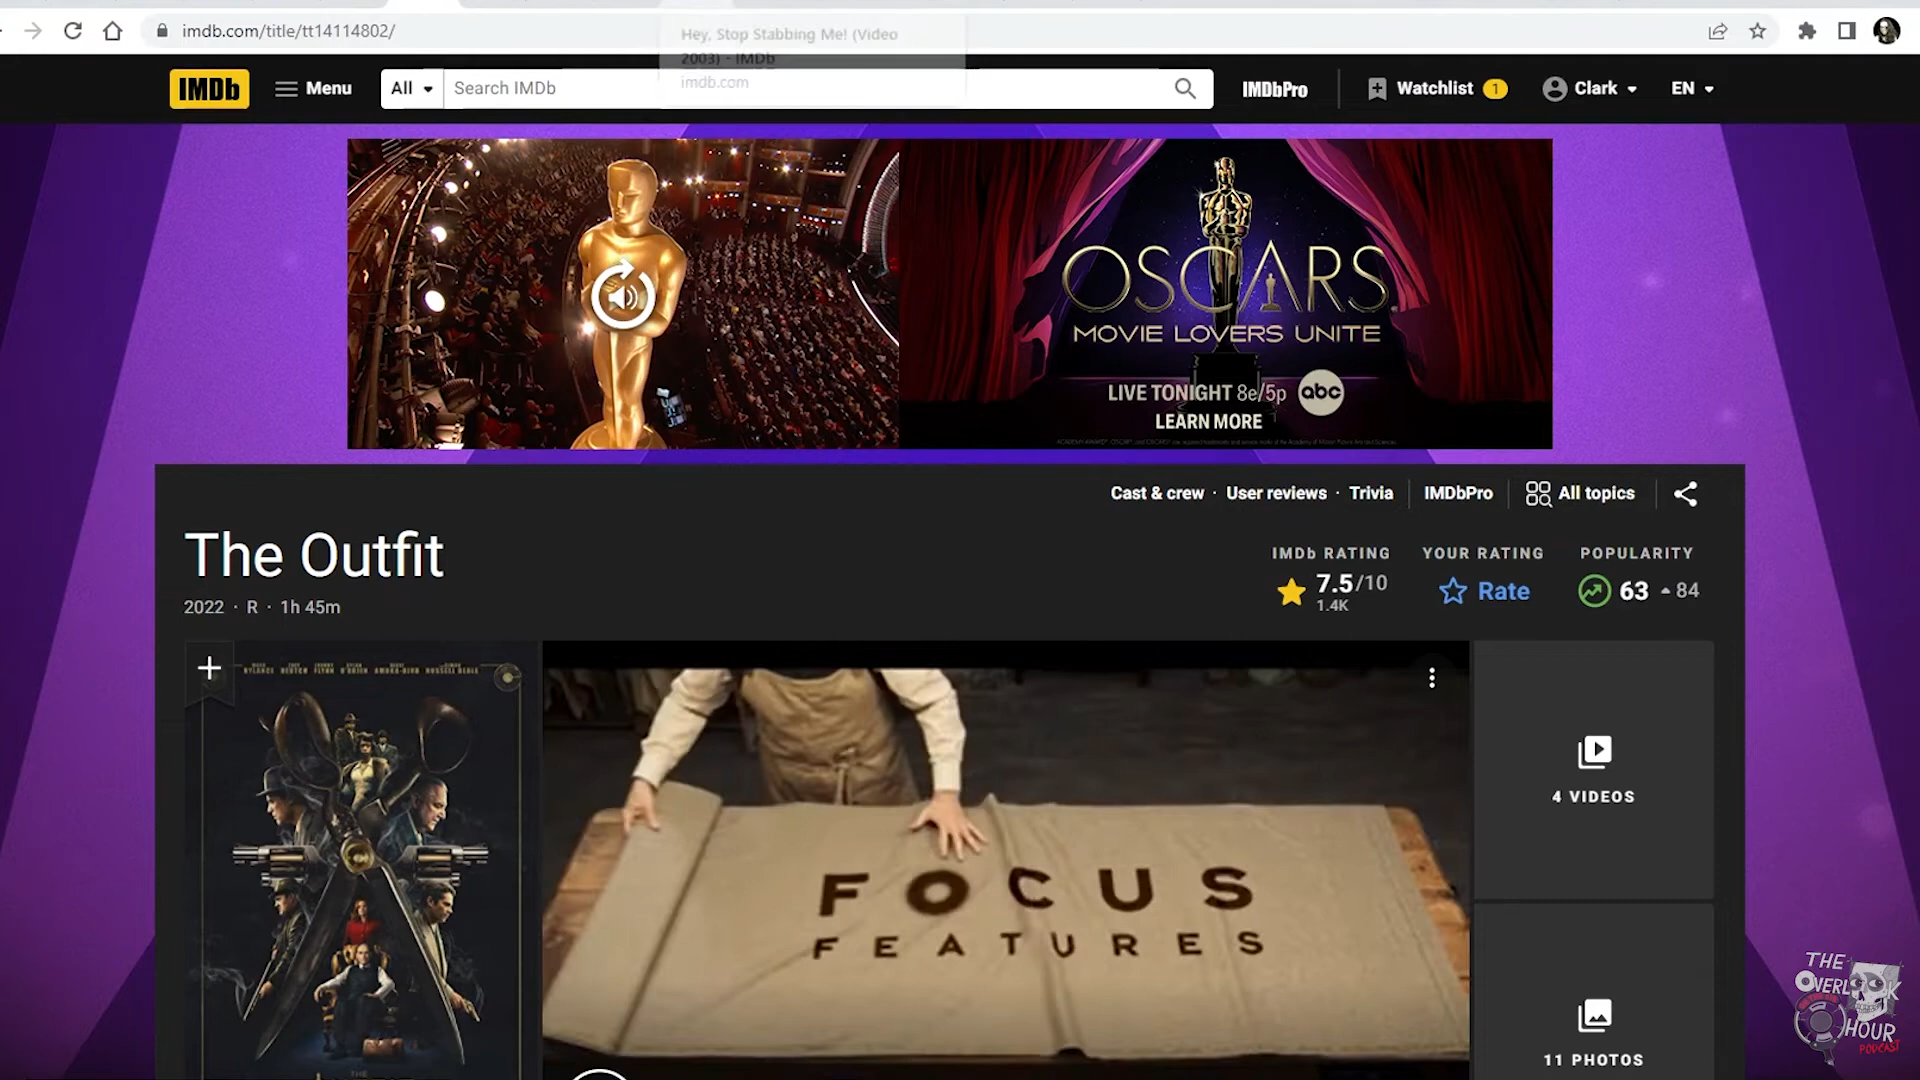 imdb.com/title/tt14114802/
Hey, Stop Stabbing Me! (Video
2003) - IMDb
imdb.com
IMDb
Menu
All
Search IMDb
IMDbPro
Watchlist 1
Clark
EN
OSCARS
MOVIE LOVERS UNITE
LIVE TONIGHT 8e/5p abc
LEARN MORE
Cast & crew · User reviews · Trivia
IMDbPro
All topics
The Outfit
2022 · R · 1h 45m
IMDb RATING
7.5/10
1.4K
YOUR RATING
Rate
POPULARITY
63
84
FOCUS
FEATURES
4 VIDEOS
11 PHOTOS
THE
OVERLOOK
HOUR
PODCAST